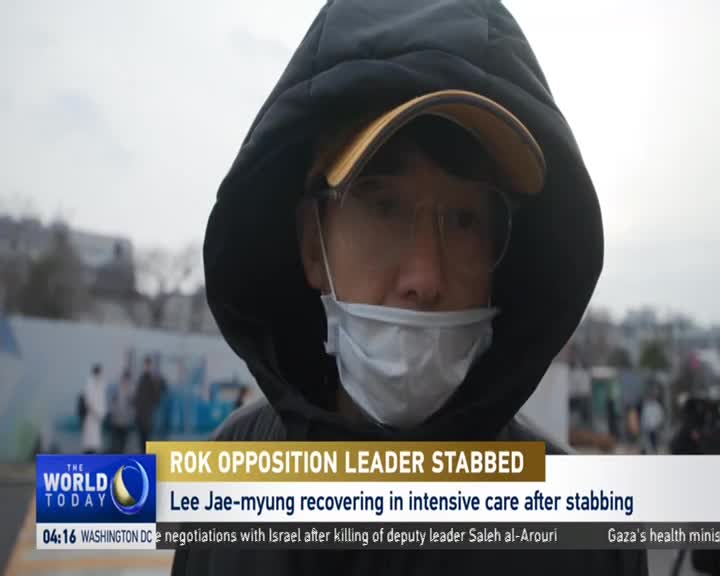 ROK OPPOSITION LEADER STABBED
THE
WORLD
TODAY
Lee Jae-myung recovering in intensive care after stabbing
04:16 WASHINGTON DC
e negotiations with Israel after killing of deputy leader Saleh al-Arouri Gaza's health minis